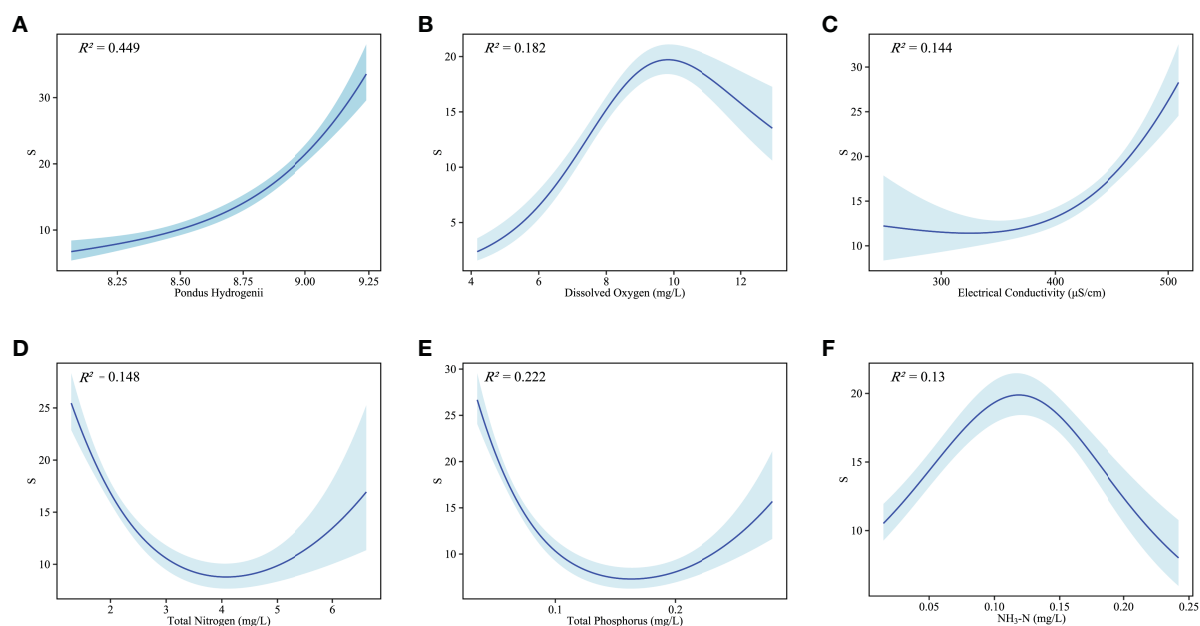 A
R² = 0.449
S
30
20
10
8.25 8.50 8.75 9.00 9.25
Pondus Hydrogenii
B
R² = 0.182
S
20
15
10
5
4 6 8 10 12
Dissolved Oxygen (mg/L)
C
R² = 0.144
S
30
25
20
15
10
300 400 500
Electrical Conductivity (μS/cm)
D
R² - 0.148
S
25
20
15
10
2 3 4 5 6
Total Nitrogen (mg/L)
E
R² = 0.222
S
30
25
20
15
10
0.1 0.2
Total Phosphorus (mg/L)
F
R² = 0.13
S
20
15
10
0.05 0.10 0.15 0.20 0.25
NH₃-N (mg/L)